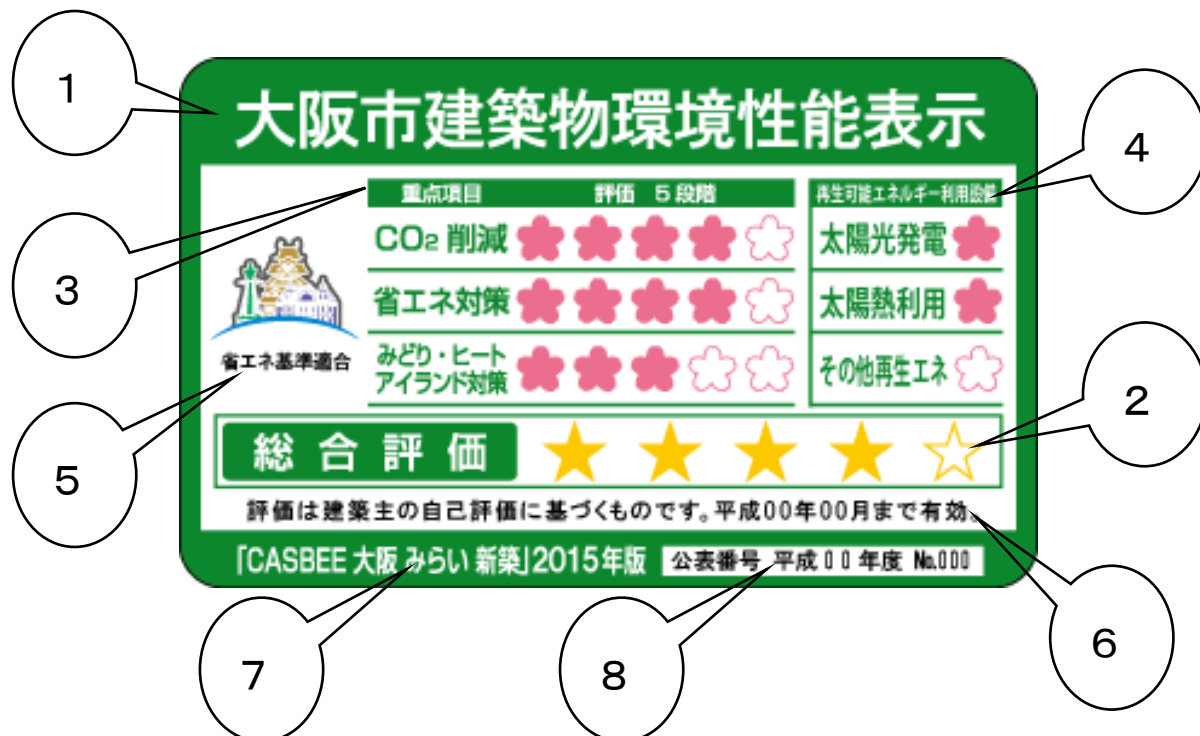 1
大阪市建築物環境性能表示
4
重点項目 評価 5段階
再生可能エネルギー利用設備
CO₂ 削減
太陽光発電
3
省エネ対策
太陽熱利用
省エネ基準適合
みどり・ヒート
アイランド対策
その他再生エネ
2
5
総合評価
評価は建築主の自己評価に基づくものです。平成00年00月まで有効。
「CASBEE 大阪 みらい 新築」2015年版
公表番号 平成00年度 No.000
6
7
8